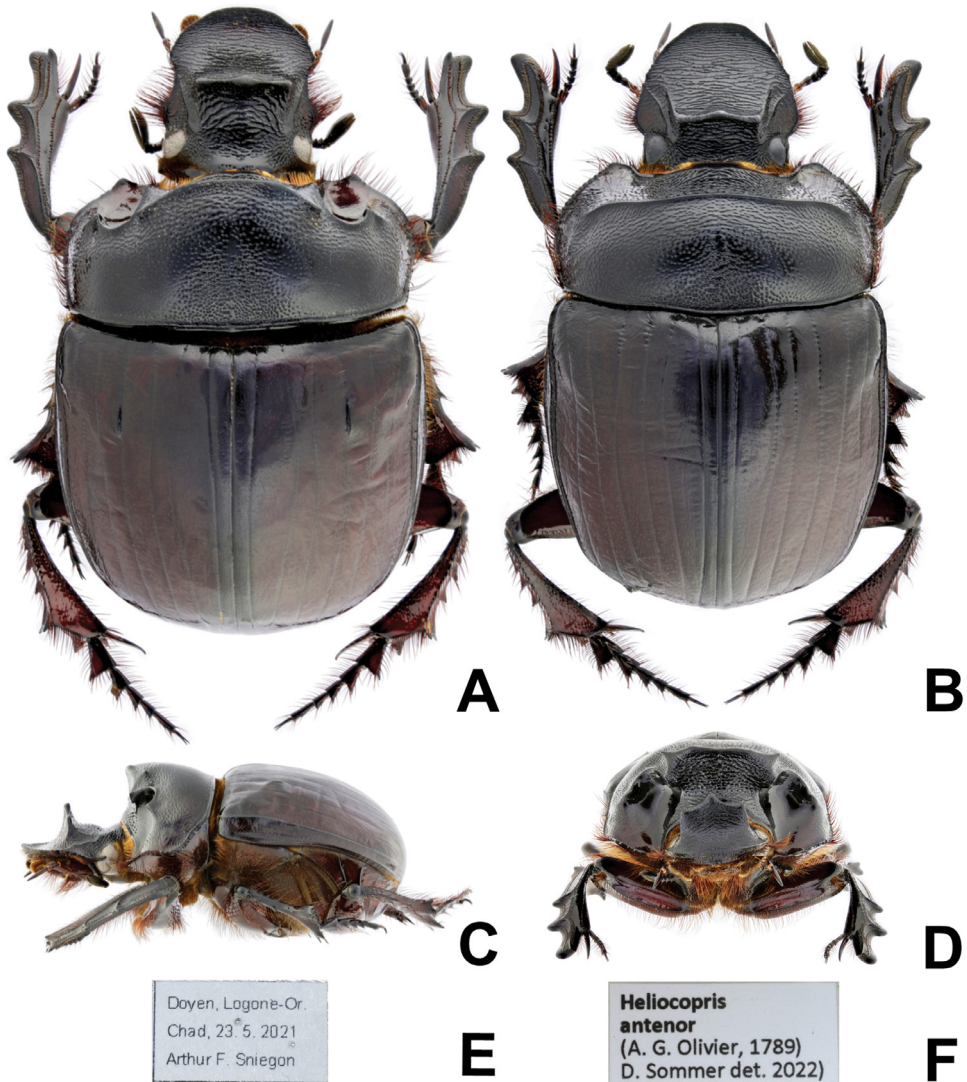 A
B
C
D
Doyen, Logone-Or.
Chad, 23. 5. 2021
Arthur F. Sniegon
E
Heliocopris
antenor
(A. G. Olivier, 1789)
D. Sommer det. 2022)
F